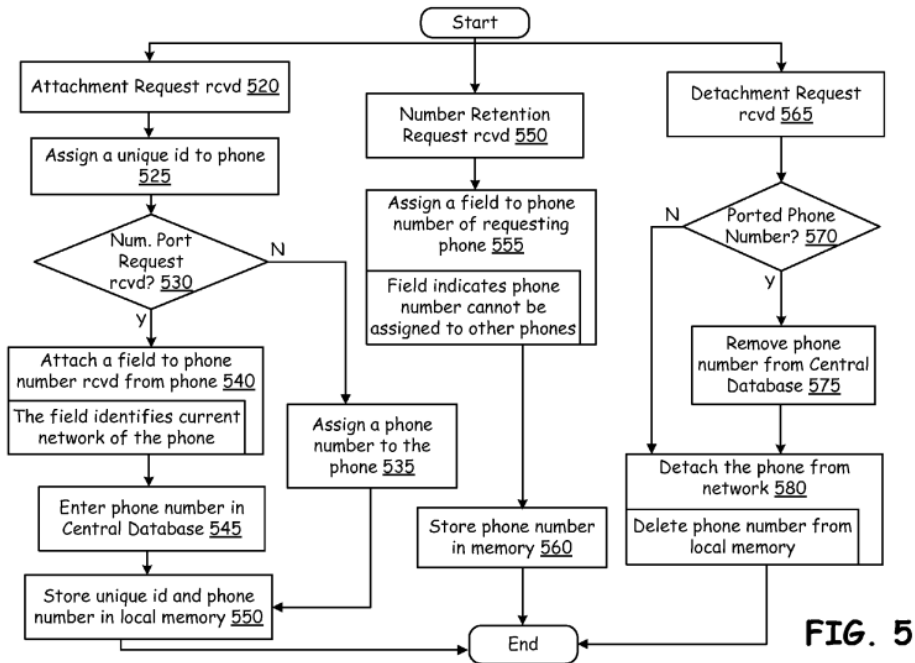 Start
Attachment Request rcvd 520
Assign a unique id to phone
525
Num. Port
Request
rcvd? 530
N
Y
Attach a field to phone
number rcvd from phone 540
The field identifies current
network of the phone
Assign a phone
number to the
phone 535
Enter phone number in
Central Database 545
Store unique id and phone
number in local memory 550
Number Retention
Request rcvd 550
Assign a field to phone
number of requesting
phone 555
Field indicates phone
number cannot be
assigned to other phones
Store phone number
in memory 560
Detachment Request
rcvd 565
Ported Phone
Number? 570
N
Y
Remove phone
number from Central
Database 575
Detach the phone from
network 580
Delete phone number from
local memory
End
FIG. 5